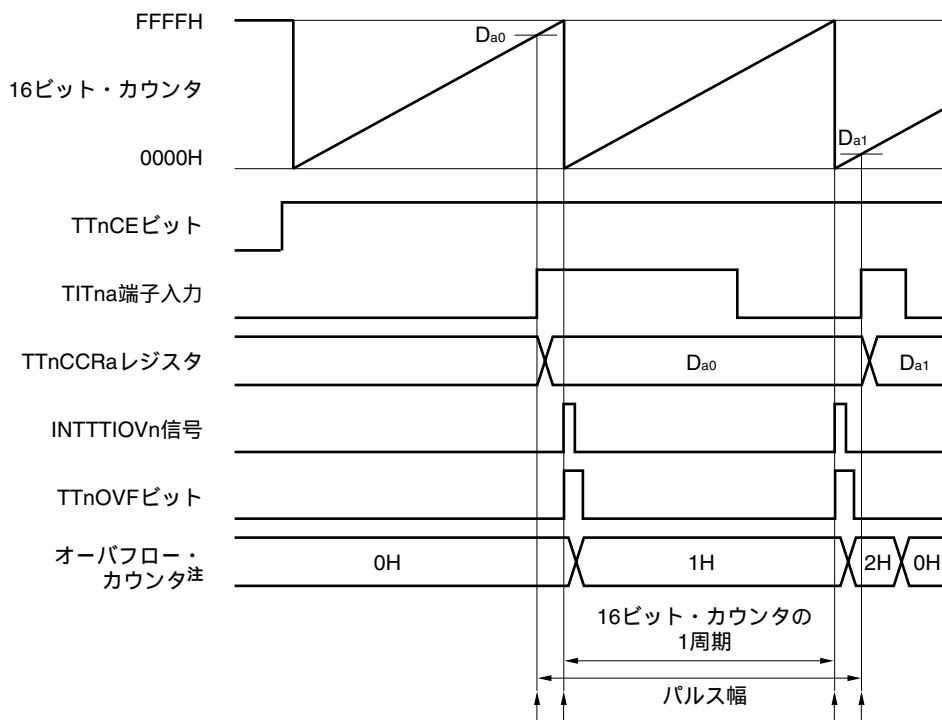 FFFFH
Da0
16ビット・カウンタ
0000H
Da1
TTnCEビット
TITna端子入力
TTnCCRaレジスタ
Da0
Da1
INTTTIOVn信号
TTnOVFビット
オーバフロー・
カウンタ注
0H
1H
2H
0H
16ビット・カウンタの
1周期
パルス幅